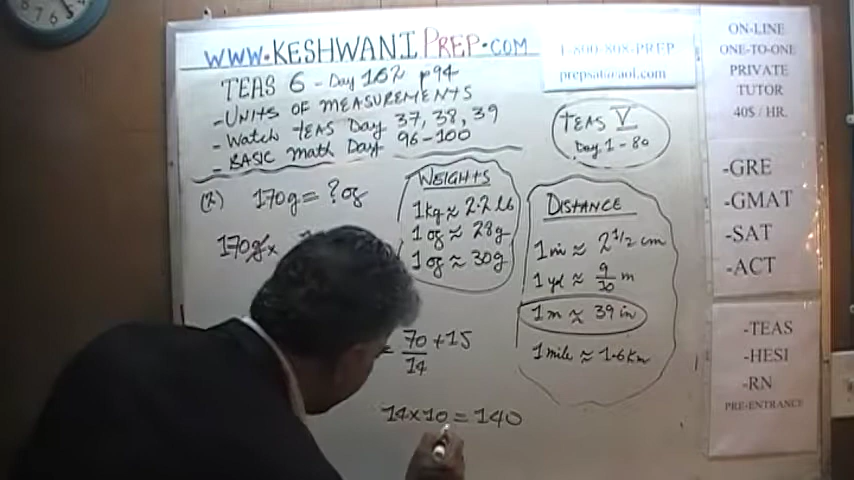 WWW.KESHWANIPREP.COM
1-800-808-PREP
prepsat@aol.com
TEAS 6 - Day 162 p94
- UNITS OF MEASUREMENTS
- Watch TEAS Day 37, 38, 39
- BASIC Math Day 96-100
TEAS V
Day 1-80
(2) 170g = ? oz
170g x
WEIGHTS
1kg ≈ 2.2 lb
1 oz ≈ 28g
1 oz ≈ 30g
DISTANCE
1 in ≈ 2 1/2 cm
1 yd ≈ 9/10 m
1 m ≈ 39 in
1 mile ≈ 1.6 Km
= 70/14 + 15
14 x 10 = 140
ON-LINE
ONE-TO-ONE
PRIVATE
TUTOR
40$ / HR.
-GRE
-GMAT
-SAT
-ACT
-TEAS
-HESI
-RN
PRE-ENTRANCE